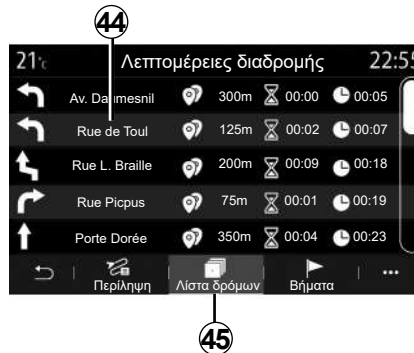 44
21°c Λεπτομέρειες διαδρομής 22:55
Av. Daumesnil 300m 00:00 00:05
Rue de Toul 125m 00:02 00:07
Rue L. Braille 200m 00:09 00:18
Rue Picpus 75m 00:01 00:19
Porte Dorée 350m 00:04 00:23
Περίληψη Λίστα δρόμων Βήματα
45